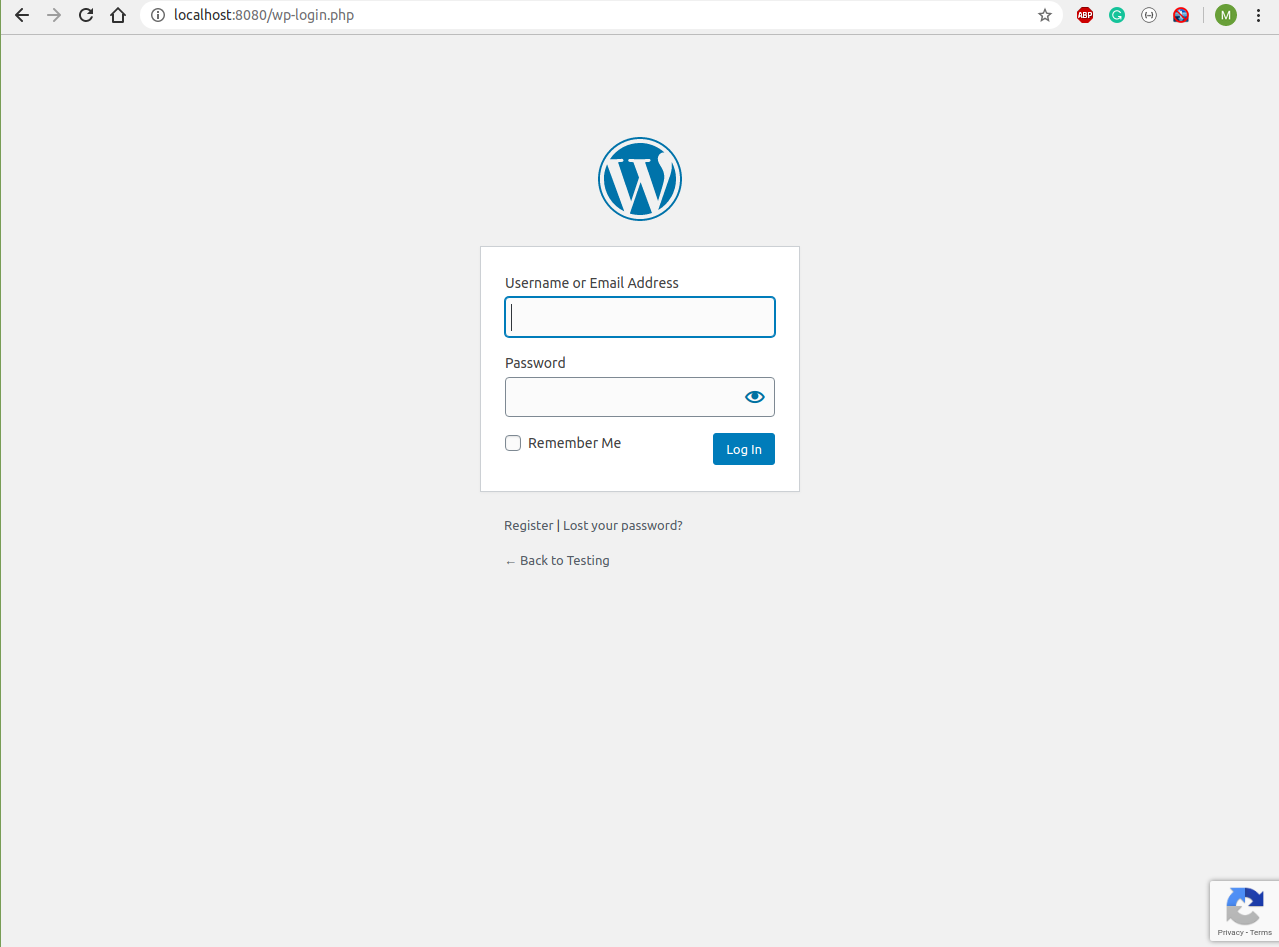 localhost:8080/wp-login.php
ABP
G
M
W
Username or Email Address
Password
Remember Me
Log In
Register | Lost your password?
← Back to Testing
Privacy - Terms